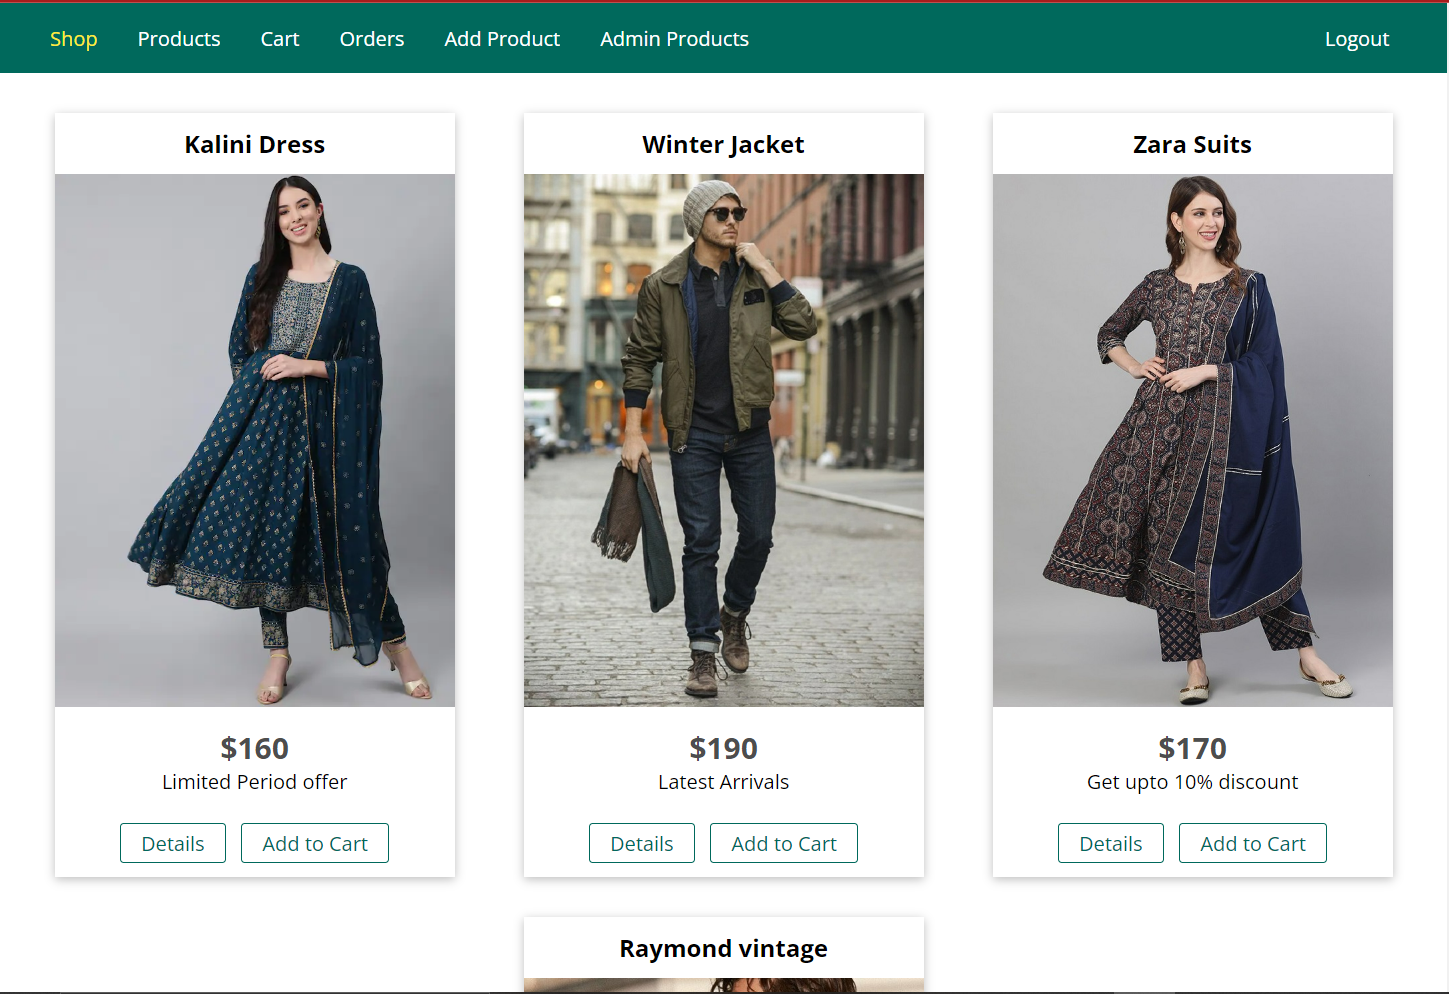 Shop Products Cart Orders Add Product Admin Products Logout
Kalini Dress
$160
Limited Period offer
Details Add to Cart
Winter Jacket
$190
Latest Arrivals
Details Add to Cart
Zara Suits
$170
Get upto 10% discount
Details Add to Cart
Raymond vintage